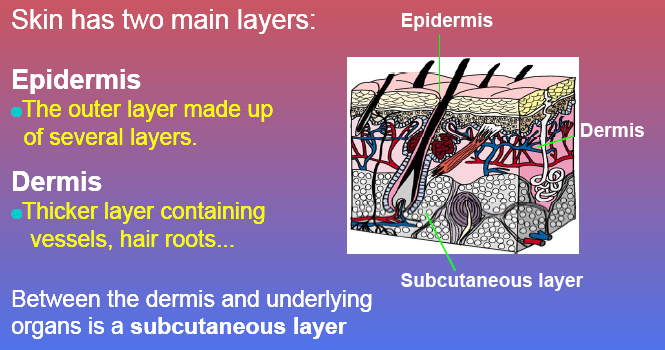 Skin has two main layers:
Epidermis
The outer layer made up
of several layers.
Dermis
Thicker layer containing
vessels, hair roots...
Between the dermis and underlying
organs is a subcutaneous layer
Epidermis
Dermis
Subcutaneous layer